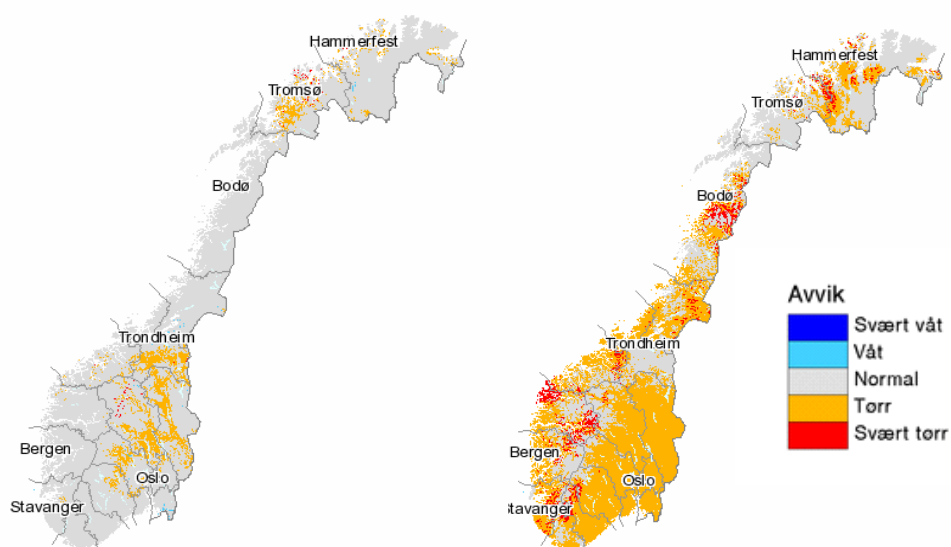 Hammerfest
Tromsø
Bodø
Trondheim
Bergen
Oslo
Stavanger
Hammerfest
Tromsø
Bodø
Trondheim
Bergen
Oslo
tavanger
Avvik
Svært våt
Våt
Normal
Tørr
Svært tørr